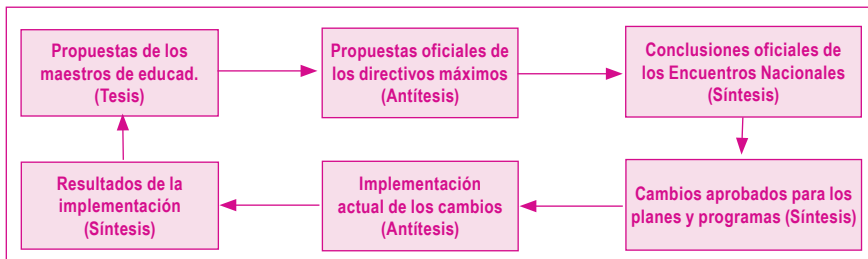 Propuestas de los
maestros de educad.
(Tesis)
Propuestas oficiales de
los directivos máximos
(Antítesis)
Conclusiones oficiales de
los Encuentros Nacionales
(Síntesis)
Resultados de la
implementación
(Síntesis)
Implementación
actual de los cambios
(Antítesis)
Cambios aprobados para los
planes y programas (Síntesis)